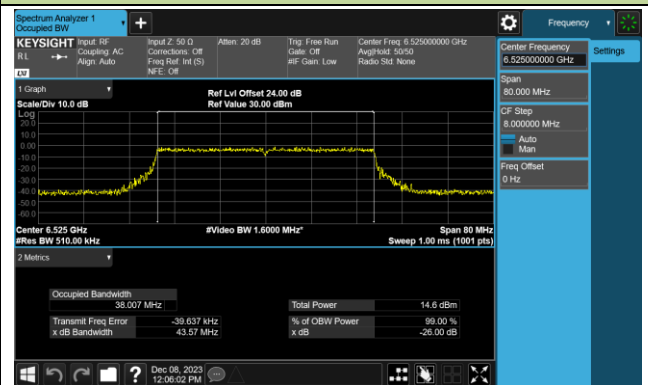 Spectrum Analyzer 1
Occupied BW
KEYSIGHT
RL
LXI
Input: RF
Coupling: AC
Align: Auto
Input Z: 50 Ω
Corrections: Off
Freq Ref: Int (S)
NFE: Off
Atten: 20 dB
Trig: Free Run
Gate: Off
#IF Gain: Low
Center Freq: 6.525000000 GHz
Avg|Hold: 50/50
Radio Std: None
1 Graph
Scale/Div 10.0 dB
Ref Lvl Offset 24.00 dB
Ref Value 30.00 dBm
Log
20.0
10.0
0.00
-10.0
-20.0
-30.0
-40.0
-50.0
-60.0
Center 6.525 GHz
#Video BW 1.6000 MHz*
Span 80 MHz
#Res BW 510.00 kHz
Sweep 1.00 ms (1001 pts)
2 Metrics
Occupied Bandwidth
38.007 MHz
Total Power 14.6 dBm
Transmit Freq Error -39.637 kHz
% of OBW Power 99.00 %
x dB Bandwidth 43.57 MHz
x dB -26.00 dB
Dec 08, 2023
12:06:02 PM
Frequency
Center Frequency
6.525000000 GHz
Settings
Span
80.000 MHz
CF Step
8.000000 MHz
Auto
Man
Freq Offset
0 Hz